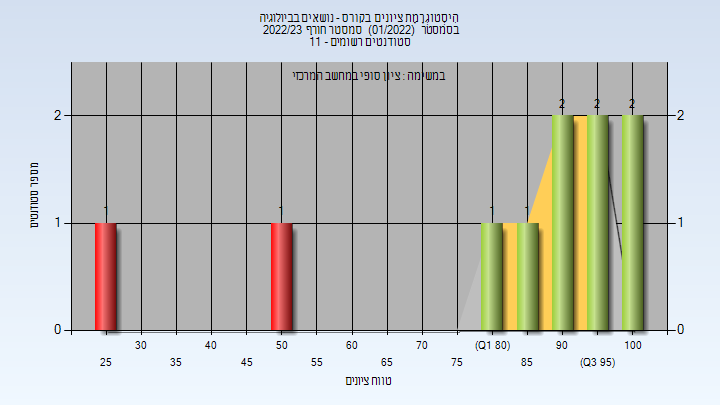 היסטוגרמת ציונים בקורס - נושאים בביולוגיה
בסמסטר (01/2022) סמסטר חורף 2022/23
סטודנטים רשומים - 11
במשימה : ציון סופי במחשב המרכזי
מספר סטודנטים
2 2 2 2 2
1 1 1 1 1 1
0 0
30 40 50 60 70 (Q1 80) 90 100
25 35 45 55 65 75 85 (Q3 95)
טווח ציונים